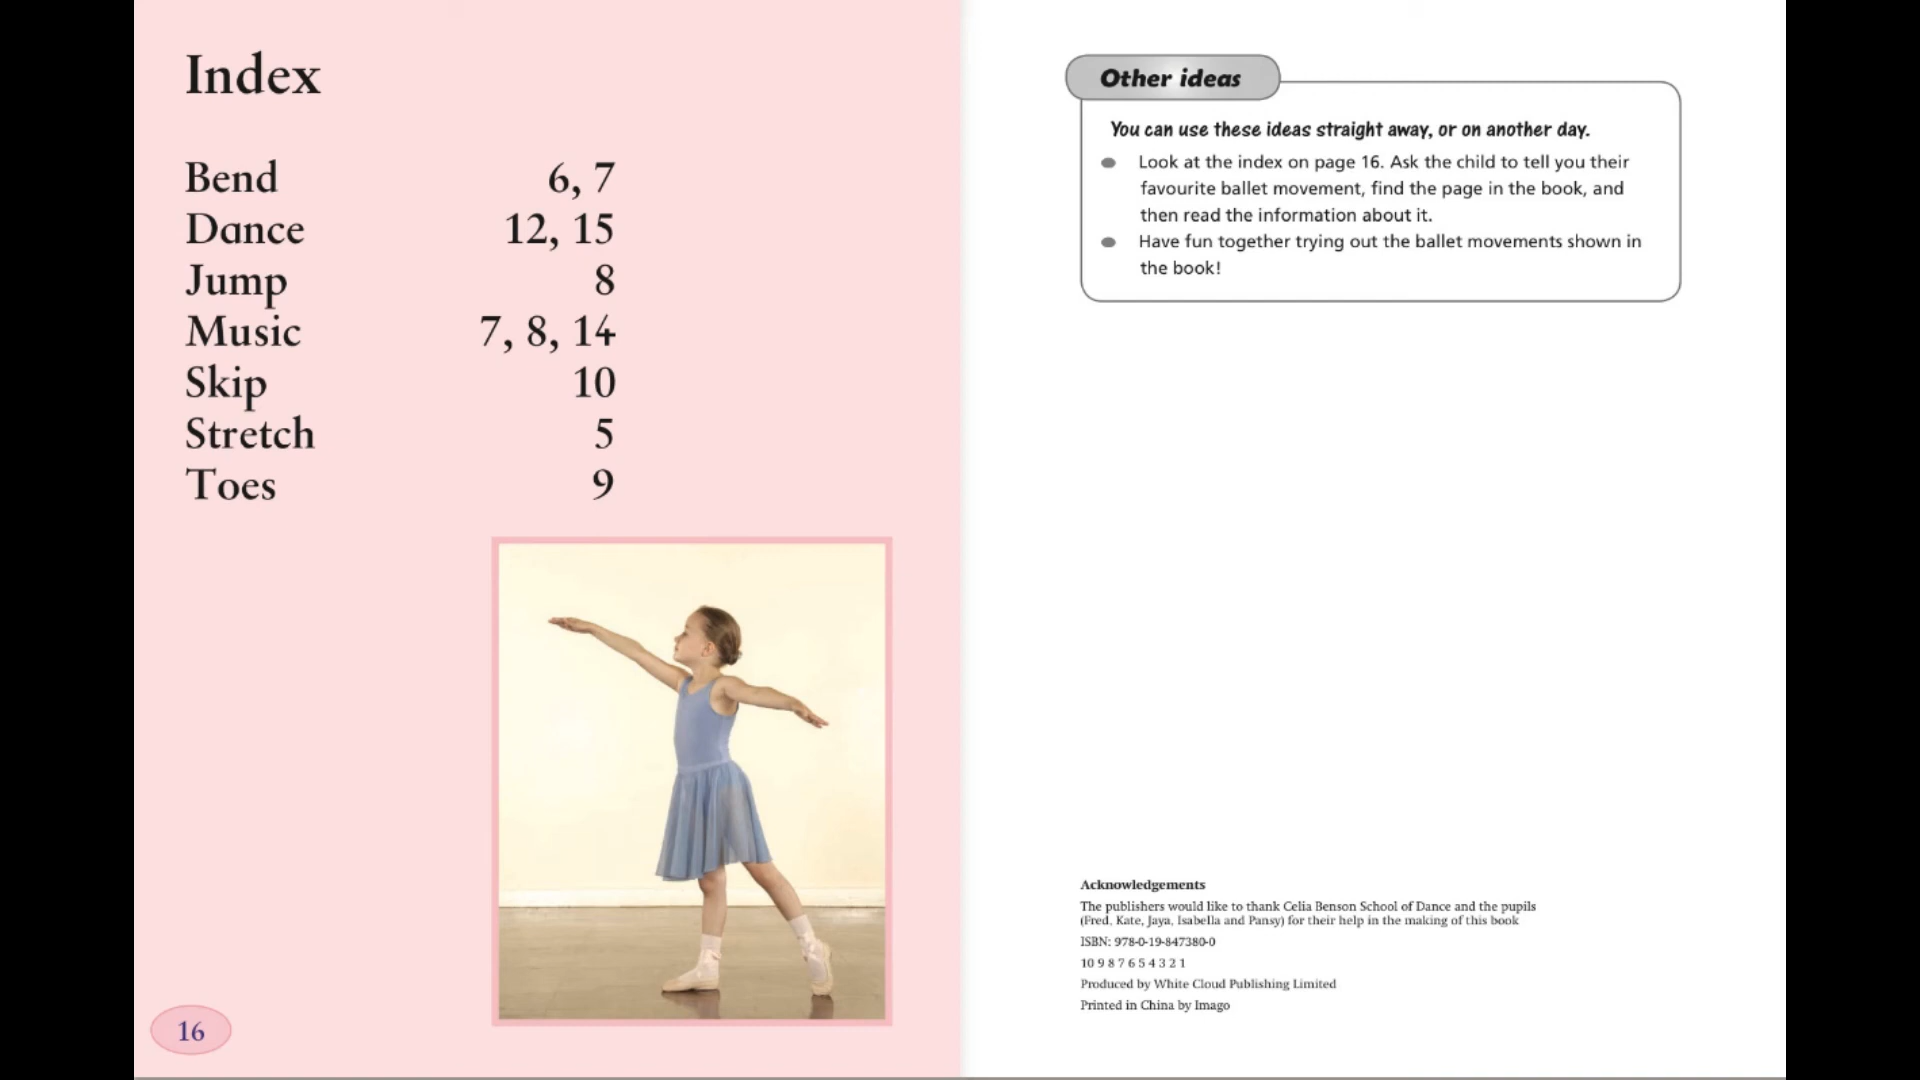 Index
Bend 6, 7
Dance 12, 15
Jump 8
Music 7, 8, 14
Skip 10
Stretch 5
Toes 9
16
Other ideas
You can use these ideas straight away, or on another day.
Look at the index on page 16. Ask the child to tell you their
favourite ballet movement, find the page in the book, and
then read the information about it.
Have fun together trying out the ballet movements shown in
the book!
Acknowledgements
The publishers would like to thank Celia Benson School of Dance and the pupils
(Fred, Kate, Jaya, Isabella and Pansy) for their help in the making of this book
ISBN: 978-0-19-847380-0
10 9 8 7 6 5 4 3 2 1
Produced by White Cloud Publishing Limited
Printed in China by Imago